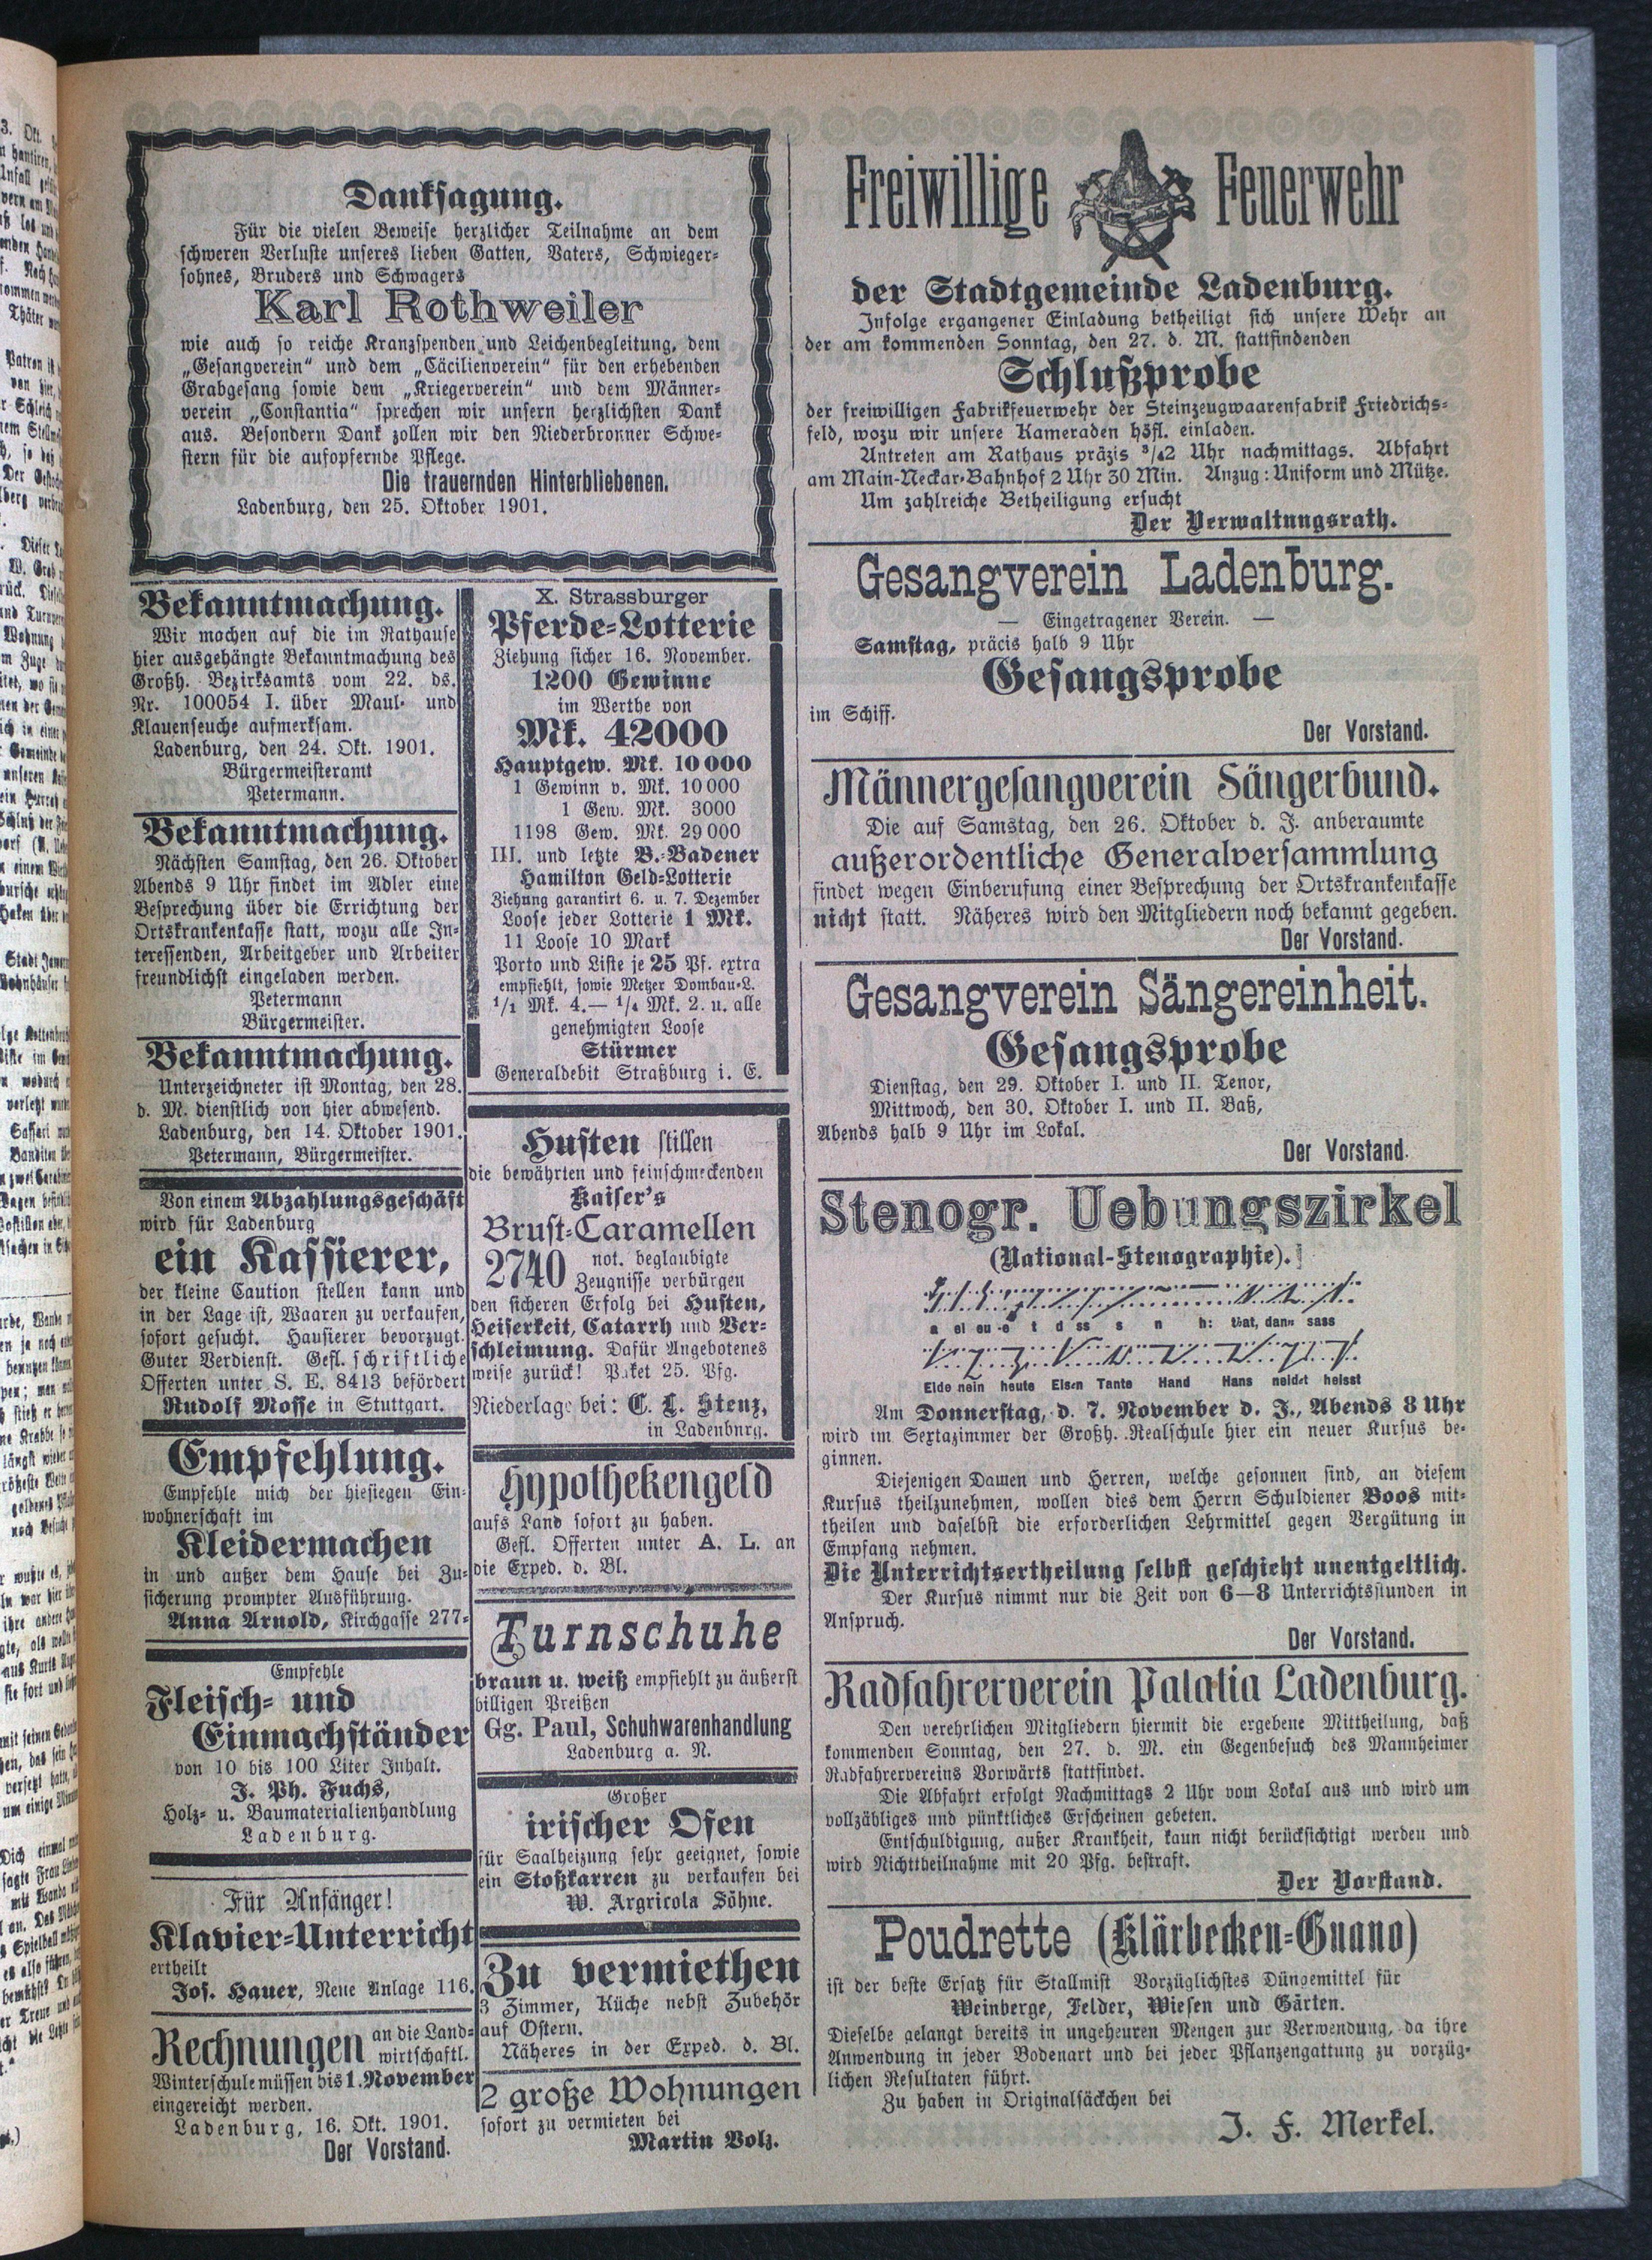 Danksagung.
Für die vielen Beweise herzlicher Teilnahme an dem
schweren Verluste unseres lieben Gatten, Vaters, Schwieger-
sohnes, Bruders und Schwagers
Karl Rothweiler
wie auch so reiche Kranzspenden und Leichenbegleitung, dem
„Gesangverein“ und dem „Cäcilienverein“ für den erhebenden
Grabgesang sowie dem „Kriegerverein“ und dem Männer-
verein „Constantia“ sprechen wir unsern herzlichsten Dank
aus. Besondern Dank zollen wir den Niederbronner Schwe-
stern für die aufopfernde Pflege.
Die trauernden Hinterbliebenen.
Ladenburg, den 25. Oktober 1901.
Bekanntmachung.
Wir machen auf die im Rathause
hier ausgehängte Bekanntmachung des
Großh. Bezirksamts vom 22. ds.
Nr. 100054 I. über Maul- und
Klauenseuche aufmerksam.
Ladenburg, den 24. Okt. 1901.
Bürgermeisteramt
Petermann.
Bekanntmachung.
Nächsten Samstag, den 26. Oktober
Abends 9 Uhr findet im Adler eine
Besprechung über die Errichtung der
Ortskrankenkasse statt, wozu alle In-
teressenden, Arbeitgeber und Arbeiter
freundlichst eingeladen werden.
Petermann
Bürgermeister.
Bekanntmachung.
Unterzeichneter ist Montag, den 28.
d. M. dienstlich von hier abwesend.
Ladenburg, den 14. Oktober 1901.
Petermann, Bürgermeister.
Von einem Abzahlungsgeschäft
wird für Ladenburg
ein Kassierer,
der kleine Caution stellen kann und
in der Lage ist, Waaren zu verkaufen,
sofort gesucht. Hausierer bevorzugt.
Guter Verdienst. Gefl. schriftliche
Offerten unter S. E. 8413 befördert
Rudolf Mosse in Stuttgart.
Empfehlung.
Empfehle mich der hiesiegen Ein-
wohnerschaft im
Kleidermachen
in und außer dem Hause bei Zu-
sicherung prompter Ausführung.
Anna Arnold, Kirchgasse 277.
Empfehle
Fleisch- und
Einmachständer
von 10 bis 100 Liter Inhalt.
J. Ph. Fuchs,
Holz- u. Baumaterialienhandlung
Ladenburg.
Für Anfänger!
Klavier-Unterricht
ertheilt
Jos. Hauer, Neue Anlage 116.
Rechnungen an die Land-
wirtschaftl.
Winterschule müssen bis 1. November
eingereicht werden.
Ladenburg, 16. Okt. 1901.
Der Vorstand.
X. Strassburger
Pferde-Lotterie
Ziehung sicher 16. November.
1200 Gewinne
im Werthe von
Mk. 42000
Hauptgew. Mk. 10 000
1 Gewinn v. Mk. 10 000
1 Gew. Mk. 3000
1198 Gew. Mk. 29 000
III. und letzte B.-Badener
Hamilton Geld-Lotterie
Ziehung garantirt 6. u. 7. Dezember
Loose jeder Lotterie 1 Mk.
11 Loose 10 Mark
Porto und Liste je 25 Pf. extra
empfiehlt, sowie Metzer Dombau-L.
1/1 Mk. 4.— 1/4 Mk. 2. u. alle
genehmigten Loose
Stürmer
Generaldebit Straßburg i. E.
Husten stillen
die bewährten und feinschmeckenden
Kaiser's
Brust-Caramellen
2740 not. beglaubigte
Zeugnisse verbürgen
den sicheren Erfolg bei Husten,
Heiserkeit, Catarrh und Ver-
schleimung. Dafür Angebotenes
weise zurück! Paket 25. Pfg.
Niederlage bei: C. L. Stenz,
in Ladenburg.
Hypothekengeld
aufs Land sofort zu haben.
Gefl. Offerten unter A. L. an
die Exped. d. Bl.
Turnschuhe
braun u. weiß empfiehlt zu äußerst
billigen Preißen
Gg. Paul, Schuhwarenhandlung
Ladenburg a. N.
Großer
irischer Ofen
für Saalheizung sehr geeignet, sowie
ein Stoßkarren zu verkaufen bei
W. Argricola Söhne.
Zu vermiethen
3 Zimmer, Küche nebst Zubehör
auf Ostern.
Näheres in der Exped. d. Bl.
2 große Wohnungen
sofort zu vermieten bei
Martin Volz.
Freiwillige Feuerwehr
der Stadtgemeinde Ladenburg.
Infolge ergangener Einladung betheiligt sich unsere Wehr an
der am kommenden Sonntag, den 27. d. M. stattfindenden
Schlußprobe
der freiwilligen Fabrikfeuerwehr der Steinzeugwaarenfabrik Friedrichs-
feld, wozu wir unsere Kameraden höfl. einladen.
Antreten am Rathaus präzis 3/42 Uhr nachmittags. Abfahrt
am Main-Neckar-Bahnhof 2 Uhr 30 Min. Anzug: Uniform und Mütze.
Um zahlreiche Betheiligung ersucht
Der Verwaltungsrath.
Gesangverein Ladenburg.
— Eingetragener Verein. —
Samstag, präcis halb 9 Uhr
Gesangsprobe
im Schiff.
Der Vorstand.
Männergesangverein Sängerbund.
Die auf Samstag, den 26. Oktober d. J. anberaumte
außerordentliche Generalversammlung
findet wegen Einberufung einer Besprechung der Ortskrankenkasse
nicht statt. Näheres wird den Mitgliedern noch bekannt gegeben.
Der Vorstand.
Gesangverein Sängereinheit.
Gesangsprobe
Dienstag, den 29. Oktober I. und II. Tenor,
Mittwoch, den 30. Oktober I. und II. Baß,
Abends halb 9 Uhr im Lokal.
Der Vorstand.
Stenogr. Uebungszirkel
(National-Stenographie).
a ei eu e t d ss s n h: that, dann sass
Eide nein heute Eisen Tante Hand Hans neidet heisst
Am Donnerstag, d. 7. November d. J., Abends 8 Uhr
wird im Sextazimmer der Großh. Realschule hier ein neuer Kursus be-
ginnen.
Diejenigen Damen und Herren, welche gesonnen sind, an diesem
Kursus theilzunehmen, wollen dies dem Herrn Schuldiener Boos mit-
theilen und daselbst die erforderlichen Lehrmittel gegen Vergütung in
Empfang nehmen.
Die Unterrichtsertheilung selbst geschieht unentgeltlich.
Der Kursus nimmt nur die Zeit von 6—8 Unterrichtsstunden in
Anspruch.
Der Vorstand.
Radfahrerverein Palatia Ladenburg.
Den verehrlichen Mitgliedern hiermit die ergebene Mittheilung, daß
kommenden Sonntag, den 27. d. M. ein Gegenbesuch des Mannheimer
Radfahrervereins Vorwärts stattfindet.
Die Abfahrt erfolgt Nachmittags 2 Uhr vom Lokal aus und wird um
vollzähliges und pünktliches Erscheinen gebeten.
Entschuldigung, außer Krankheit, kann nicht berücksichtigt werden und
wird Nichttheilnahme mit 20 Pfg. bestraft.
Der Vorstand.
Poudrette (Klärbecken-Guano)
ist der beste Ersatz für Stallmist Vorzüglichstes Düngemittel für
Weinberge, Felder, Wiesen und Gärten.
Dieselbe gelangt bereits in ungeheuren Mengen zur Verwendung, da ihre
Anwendung in jeder Bodenart und bei jeder Pflanzengattung zu vorzüg-
lichen Resultaten führt.
Zu haben in Originalsäckchen bei
J. F. Merkel.